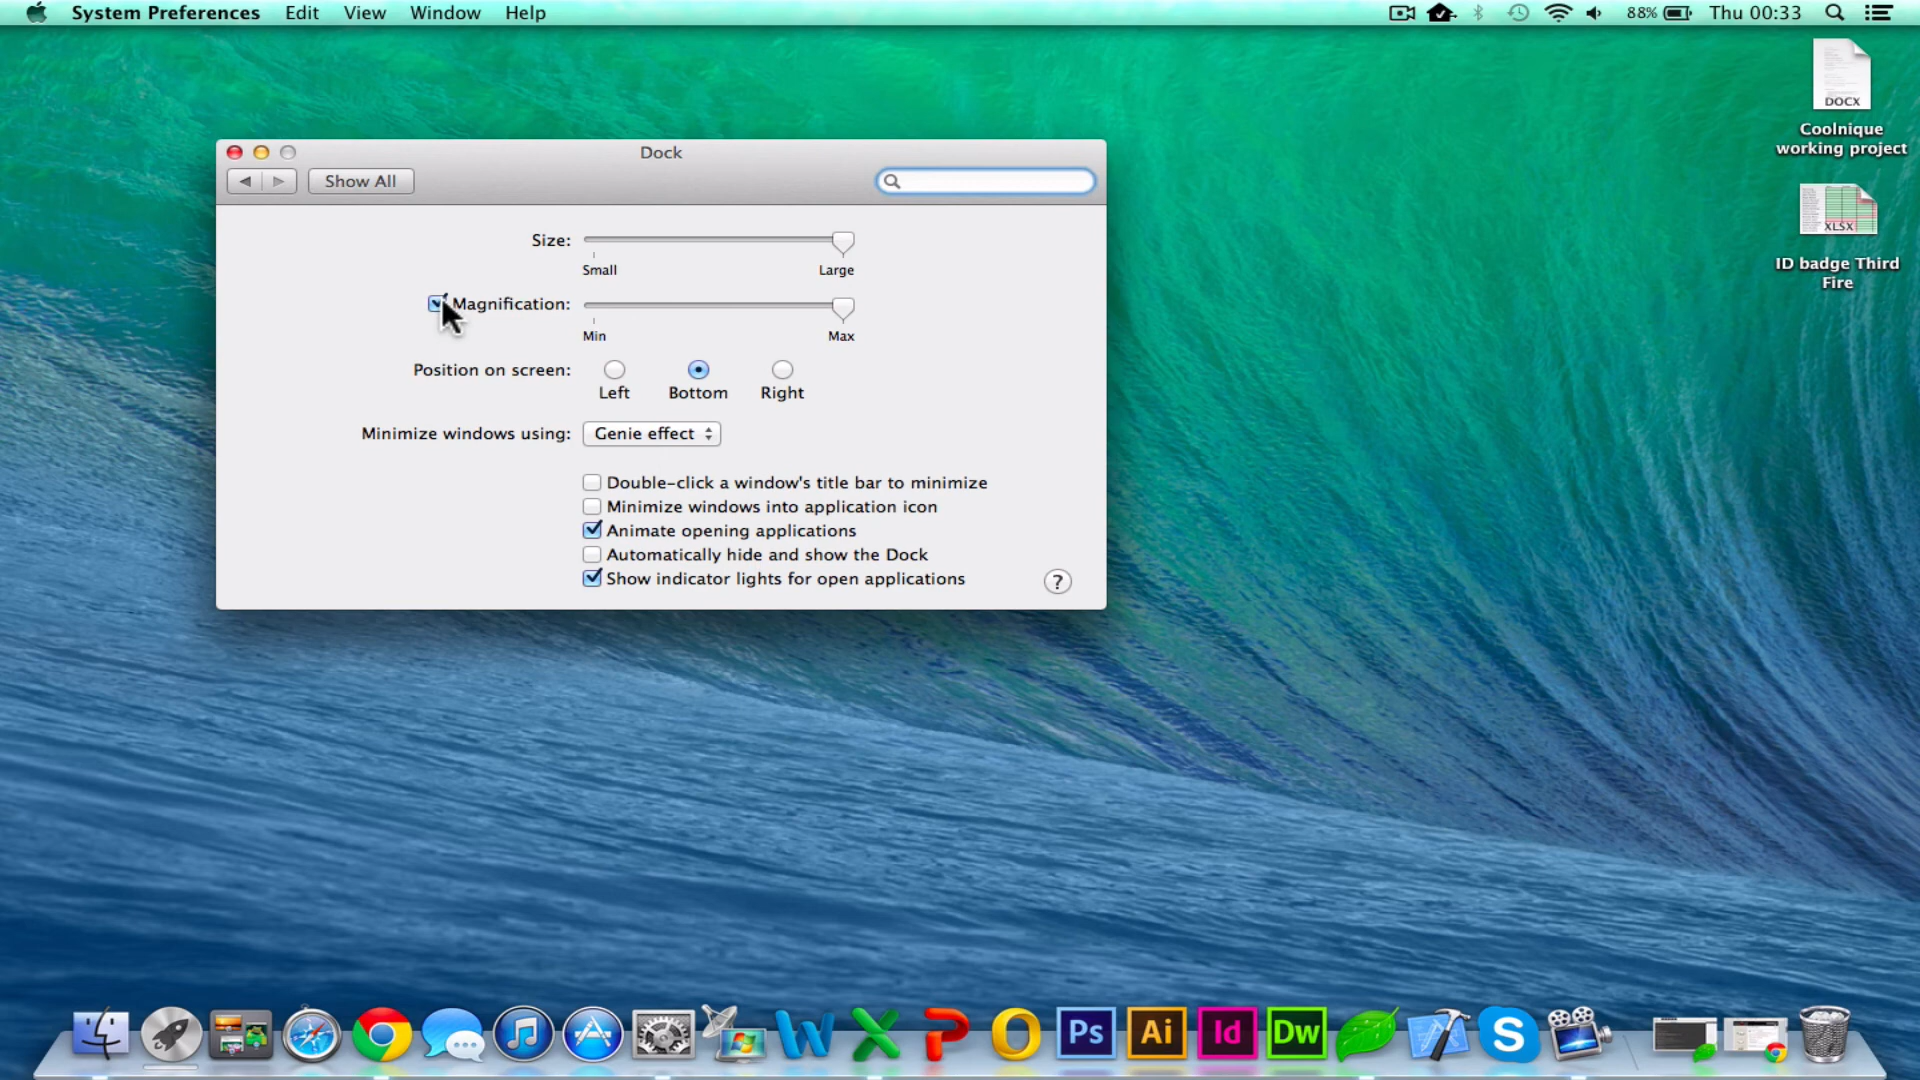 System Preferences Edit View Window Help 88% Thu 00:33
DOCX
Coolnique
working project
XLSX
ID badge Third
Fire
Dock
Show All
Size:
Small Large
Magnification:
Min Max
Position on screen:
Left Bottom Right
Minimize windows using: Genie effect
Double-click a window's title bar to minimize
Minimize windows into application icon
Animate opening applications
Automatically hide and show the Dock
Show indicator lights for open applications
?
W X P O Ps Ai Id Dw S